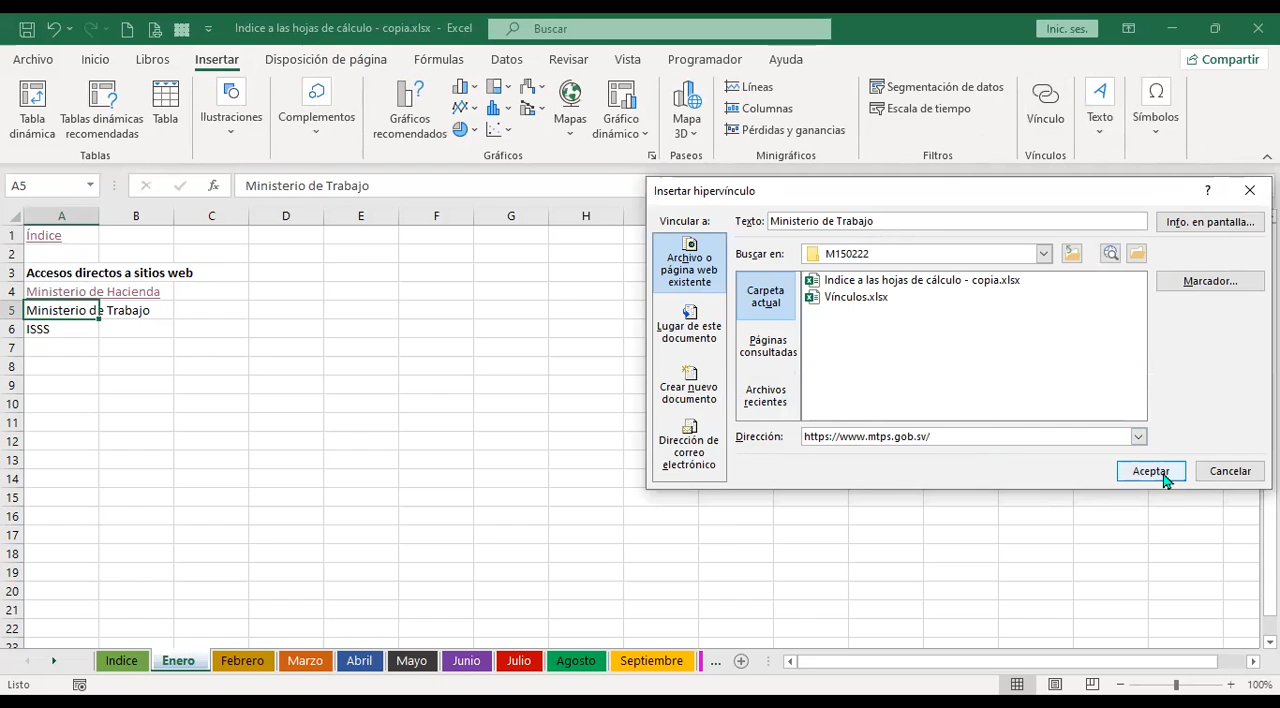 Indice a las hojas de cálculo - copia.xlsx - Excel
Buscar
Inic. ses.
Archivo Inicio Libros Insertar Disposición de página Fórmulas Datos Revisar Vista Programador Ayuda
Compartir
Tabla dinámica
Tablas dinámicas recomendadas
Tabla
Ilustraciones
Complementos
Gráficos recomendados
Mapas
Gráfico dinámico
Mapa 3D
Líneas
Columnas
Pérdidas y ganancias
Segmentación de datos
Escala de tiempo
Vínculo
Texto
Símbolos
Tablas Gráficos Paseos Minigráficos Filtros Vínculos
A5 fx Ministerio de Trabajo
A B C D E F G H
1 Índice
2
3 Accesos directos a sitios web
4 Ministerio de Hacienda
5 Ministerio de Trabajo
6 ISSS
7
8
9
10
11
12
13
14
15
16
17
18
19
20
21
22
23
Insertar hipervínculo ?
Vincular a: Texto: Ministerio de Trabajo Info. en pantalla...
Archivo o página web existente
Lugar de este documento
Crear nuevo documento
Dirección de correo electrónico
Buscar en: M150222
Carpeta actual
Páginas consultadas
Archivos recientes
Indice a las hojas de cálculo - copia.xlsx
Vínculos.xlsx
Marcador...
Dirección: https://www.mtps.gob.sv/
Aceptar Cancelar
Indice Enero Febrero Marzo Abril Mayo Junio Julio Agosto Septiembre ...
Listo 100%